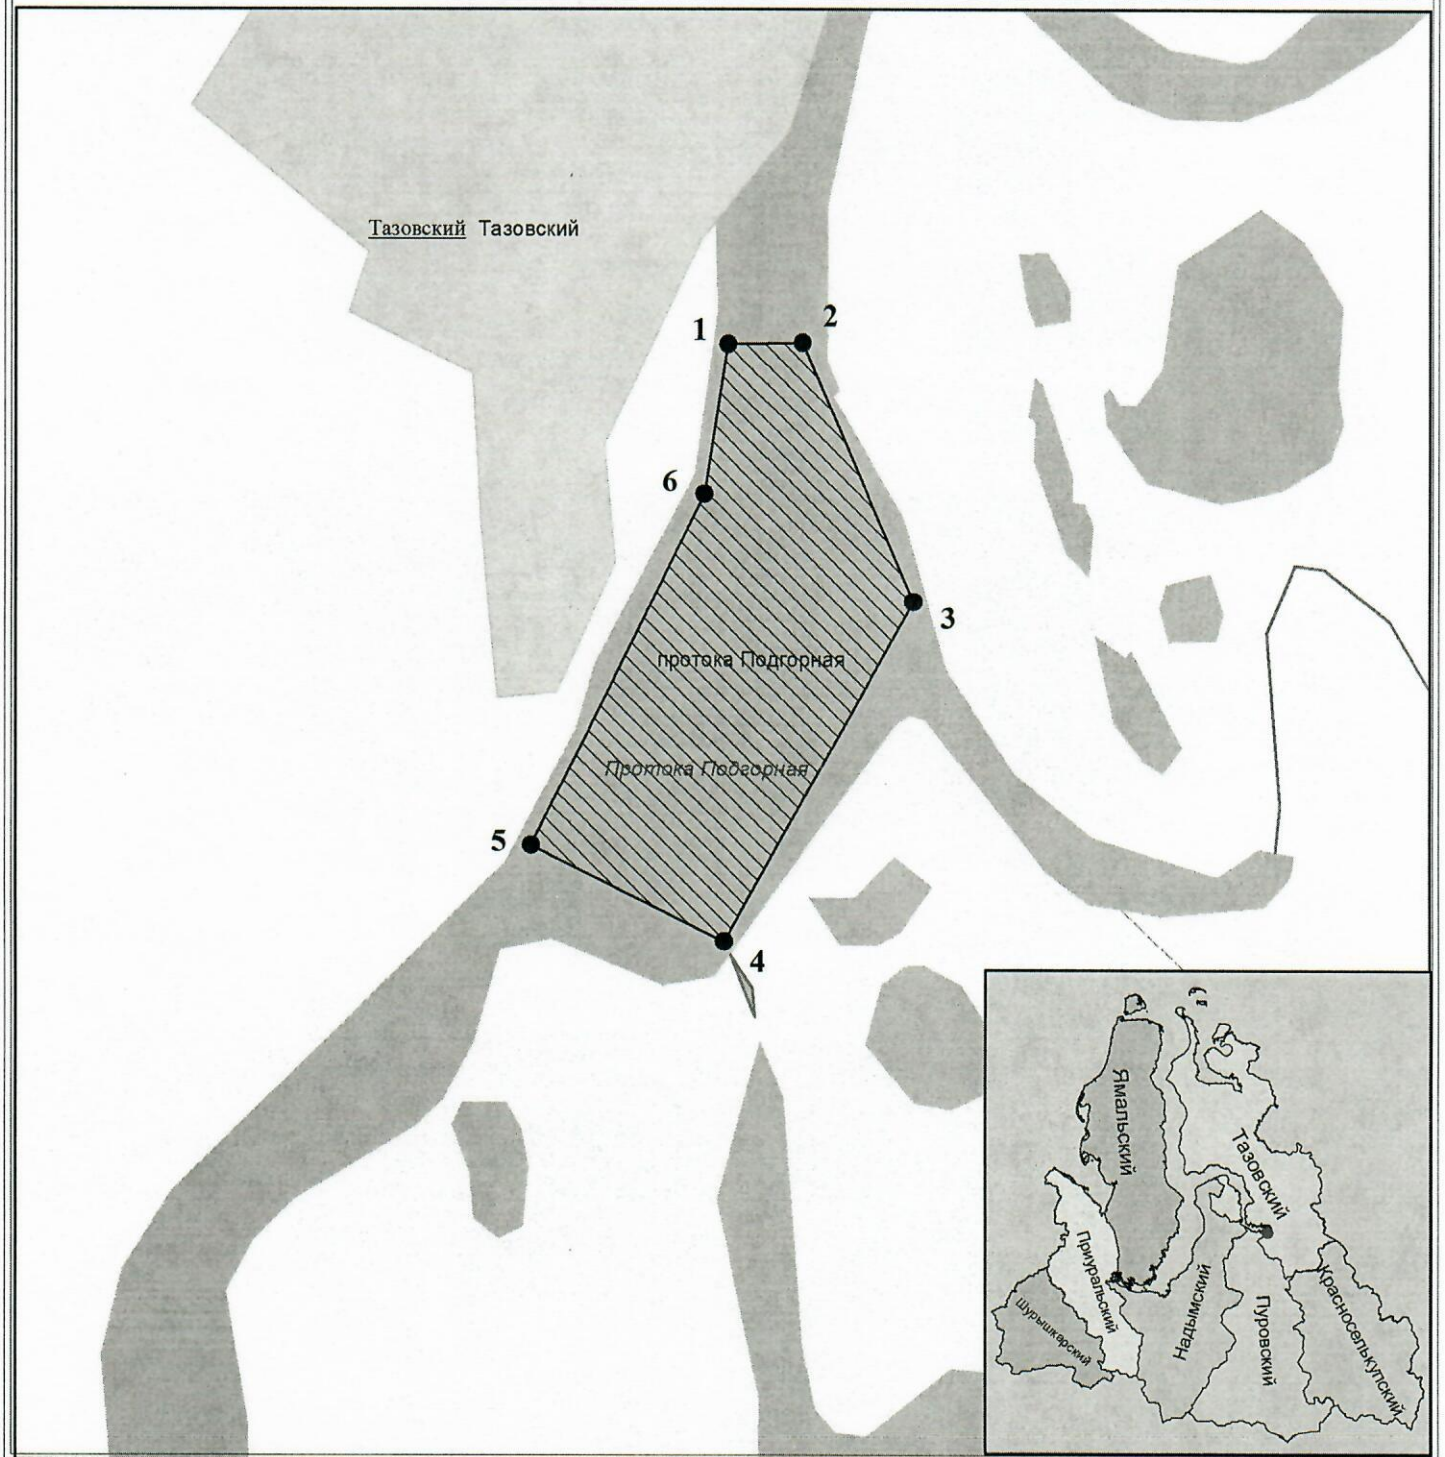 Тазовский Тазовский
1
2
6
3
протока Подгорная
Протока Подгорная
5
4
Ямальский
Тазовский
Приуральский
Шурышкарский
Надымский
Пуровский
Красноселькупский